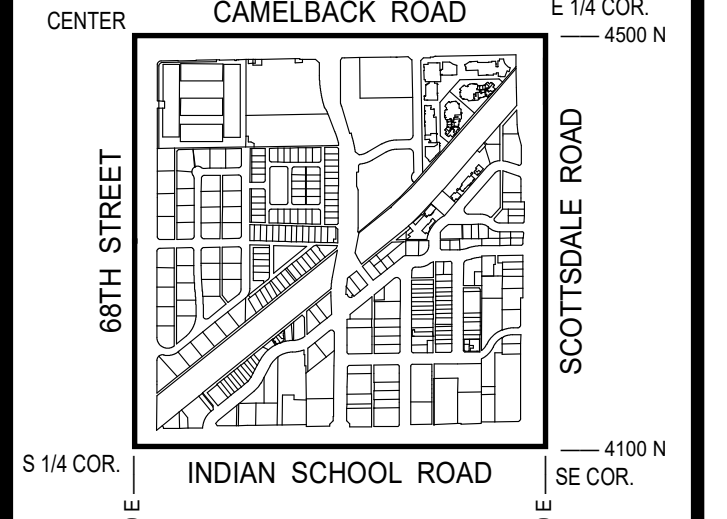 CAMELBACK ROAD
E 1/4 COR.
CENTER
4500 N
68TH STREET
SCOTTSDALE ROAD
4100 N
S 1/4 COR.
INDIAN SCHOOL ROAD
SE COR.
E
E